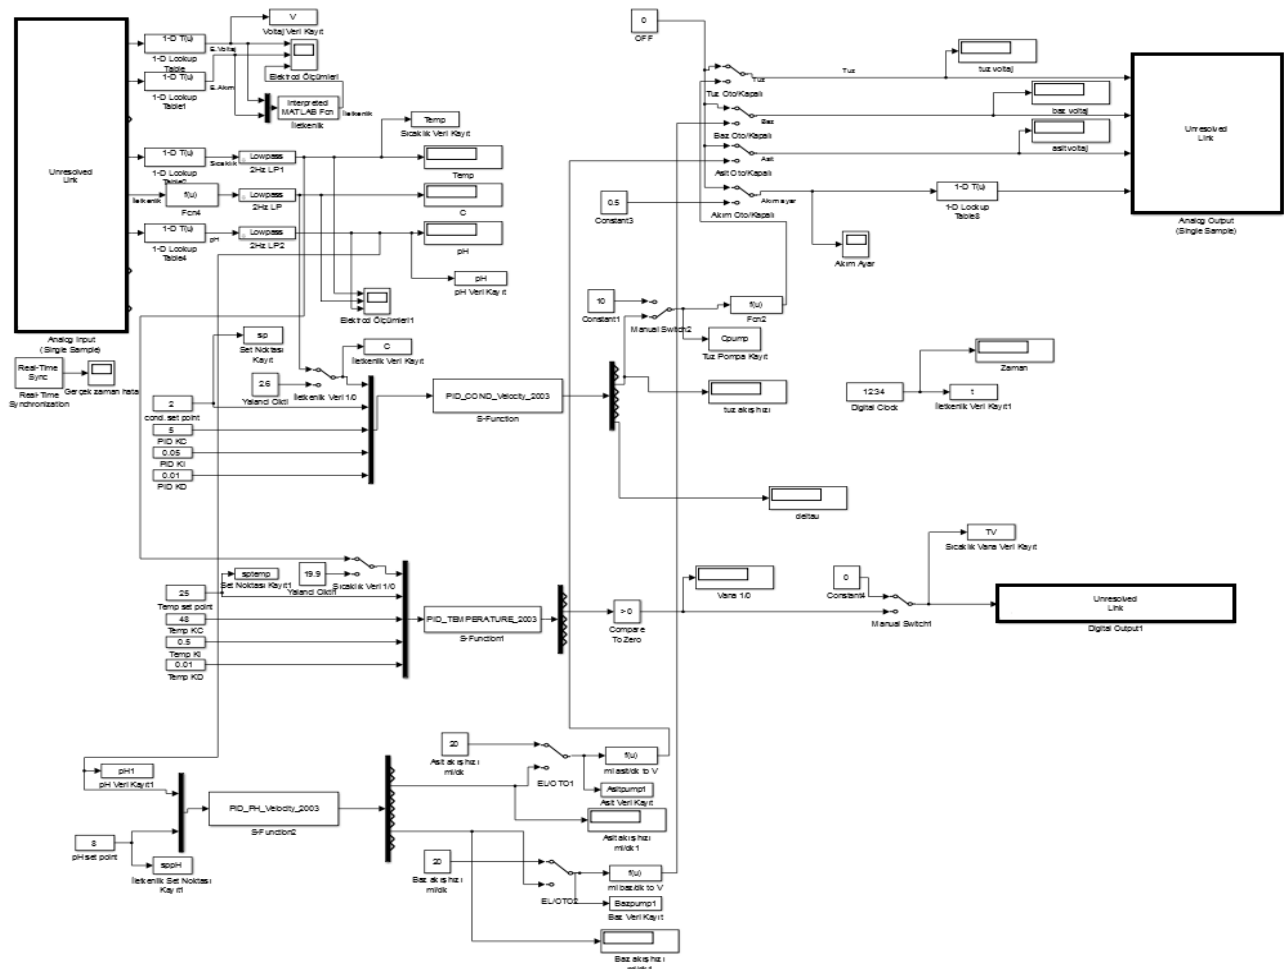 V
Voltaj Veri Kayıt
1-D T(u)
1-D Lookup
Table
E.Voltaj
Elektrod Ölçümleri
1-D T(u)
1-D Lookup
Table1
E.Akım
Interpreted
MATLAB Fcn
İletkenlik
İletkenlik
Unresolved
Link
Analog Input
(Single Sample)
1-D T(u)
1-D Lookup
Sıcaklık
Lowpass
2Hz LP1
Temp
Sıcaklık Veri Kayıt
Temp
İletkenlik
f(u)
Fcn4
Lowpass
2Hz LP
C
1-D T(u)
1-D Lookup
Table4
pH
Lowpass
2Hz LP2
pH
pH
pH Veri Kayıt
Elektrod Ölçümleri1
Real-Time
Sync
Real-Time
Synchronization
Gerçek zaman hata
0
OFF
Tuz
Tuz Oto/Kapalı
Tuz
tuz voltaj
Baz
Baz Oto/Kapalı
baz voltaj
Asit
Asit Oto/Kapalı
asit voltaj
0.5
Constant3
Akım ayar
Akım Oto/Kapalı
1-D T(u)
1-D Lookup
Table8
Akım Ayar
Unresolved
Link
Analog Output
(Single Sample)
10
Constant1
Manual Switch2
f(u)
Fcn2
Cpump
Tuz Pompa Kayıt
tuz akış hızı
deltau
sp
Set Noktası
Kayıt
C
İletkenlik Veri Kayıt
2.6
Yalancı Okti
İletkenlik Veri 1/0
2
cond. set point
5
PID KC
0.05
PID KI
0.01
PID KD
PID_COND_Velocity_2003
S-Function
12:34
Digital Clock
Zaman
t
İletkenlik Veri Kayıt1
sptemp
Set Noktası Kayıt1
19.9
Sıcaklık Veri 1/0
25
Temp set point
48
Temp KC
0.5
Temp KI
0.01
Temp KD
PID_TEMPERATURE_2003
S-Function1
> 0
Compare
To Zero
Vana 1/0
0
Constant4
Manual Switch1
TV
Sıcaklık Vana Veri Kayıt
Unresolved
Link
Digital Output1
pH1
pH Veri Kayıt1
8
pH set point
sppH
İletkenlik Set Noktası
Kayıt1
PID_PH_Velocity_2003
S-Function2
20
Asit akış hızı
ml/dk
EL/OTO1
f(u)
ml asit/dk to V
Asitpump1
Asit Veri Kayıt
Asit akış hızı
ml/dk1
20
Baz akış hızı
ml/dk
EL/OTO2
f(u)
ml baz/dk to V
Bazpump1
Baz Veri Kayıt
Baz akış hızı